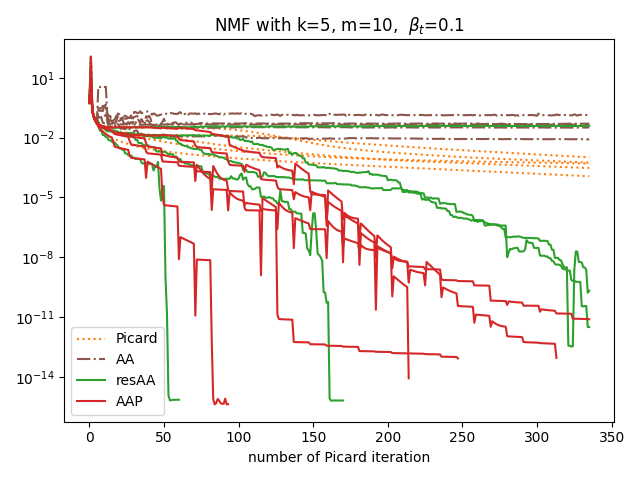 NMF with k=5, m=10, βt=0.1
10^1
10^−2
10^−5
10^−8
10^−11
10^−14
Picard
AA
resAA
AAP
0 50 100 150 200 250 300 350
number of Picard iteration